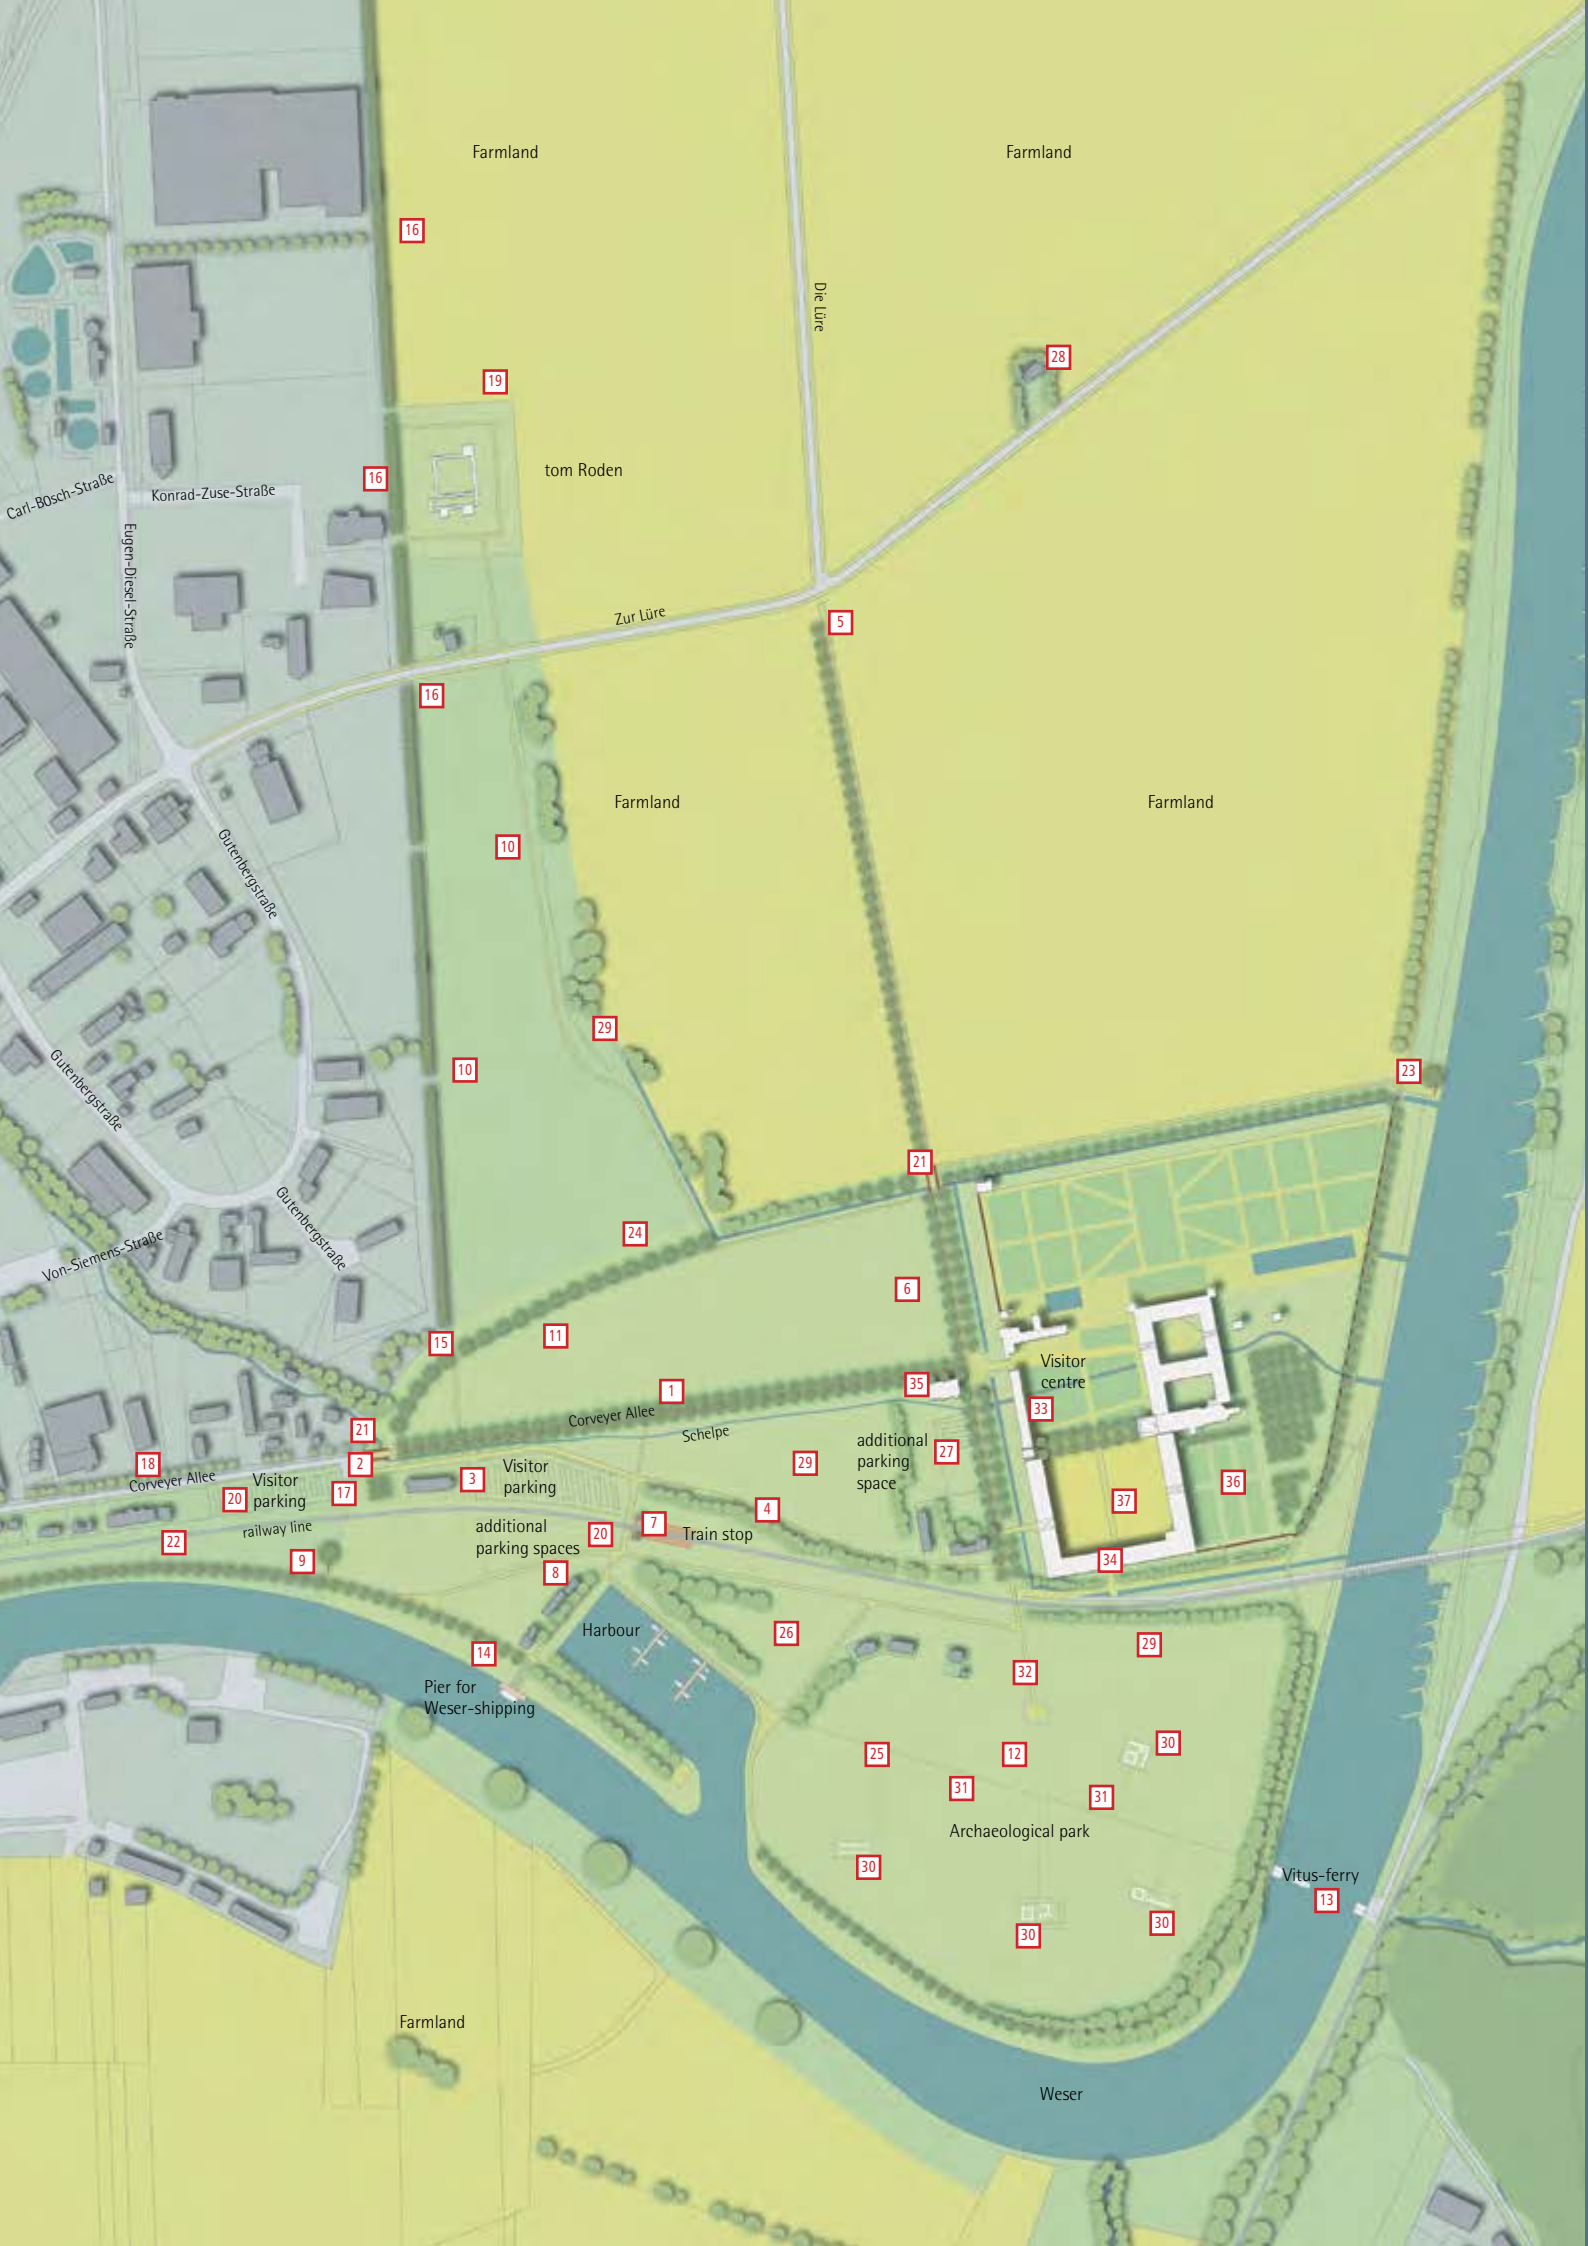 Farmland
Farmland
16
Die Lüre
28
19
tom Roden
16
Carl-BOsch-Straße
Konrad-Zuse-Straße
Eugen-Diesel-Straße
Zur Lüre
5
16
Farmland
Farmland
10
Gutenbergstraße
29
10
23
Gutenbergstraße
21
Gutenbergstraße
24
Von-Siemens-Straße
6
11
15
Visitor
centre
35
1
33
Corveyer Allee
Schelpe
21
additional
parking
space
27
18
2
29
Corveyer Allee
Visitor
parking
3
Visitor
parking
20
17
36
37
4
railway line
additional
parking spaces
20
7
Train stop
22
9
34
8
Harbour
26
29
14
32
Pier for
Weser-shipping
25
12
30
31
31
Archaeological park
30
Vitus-ferry
13
30
30
Farmland
Weser